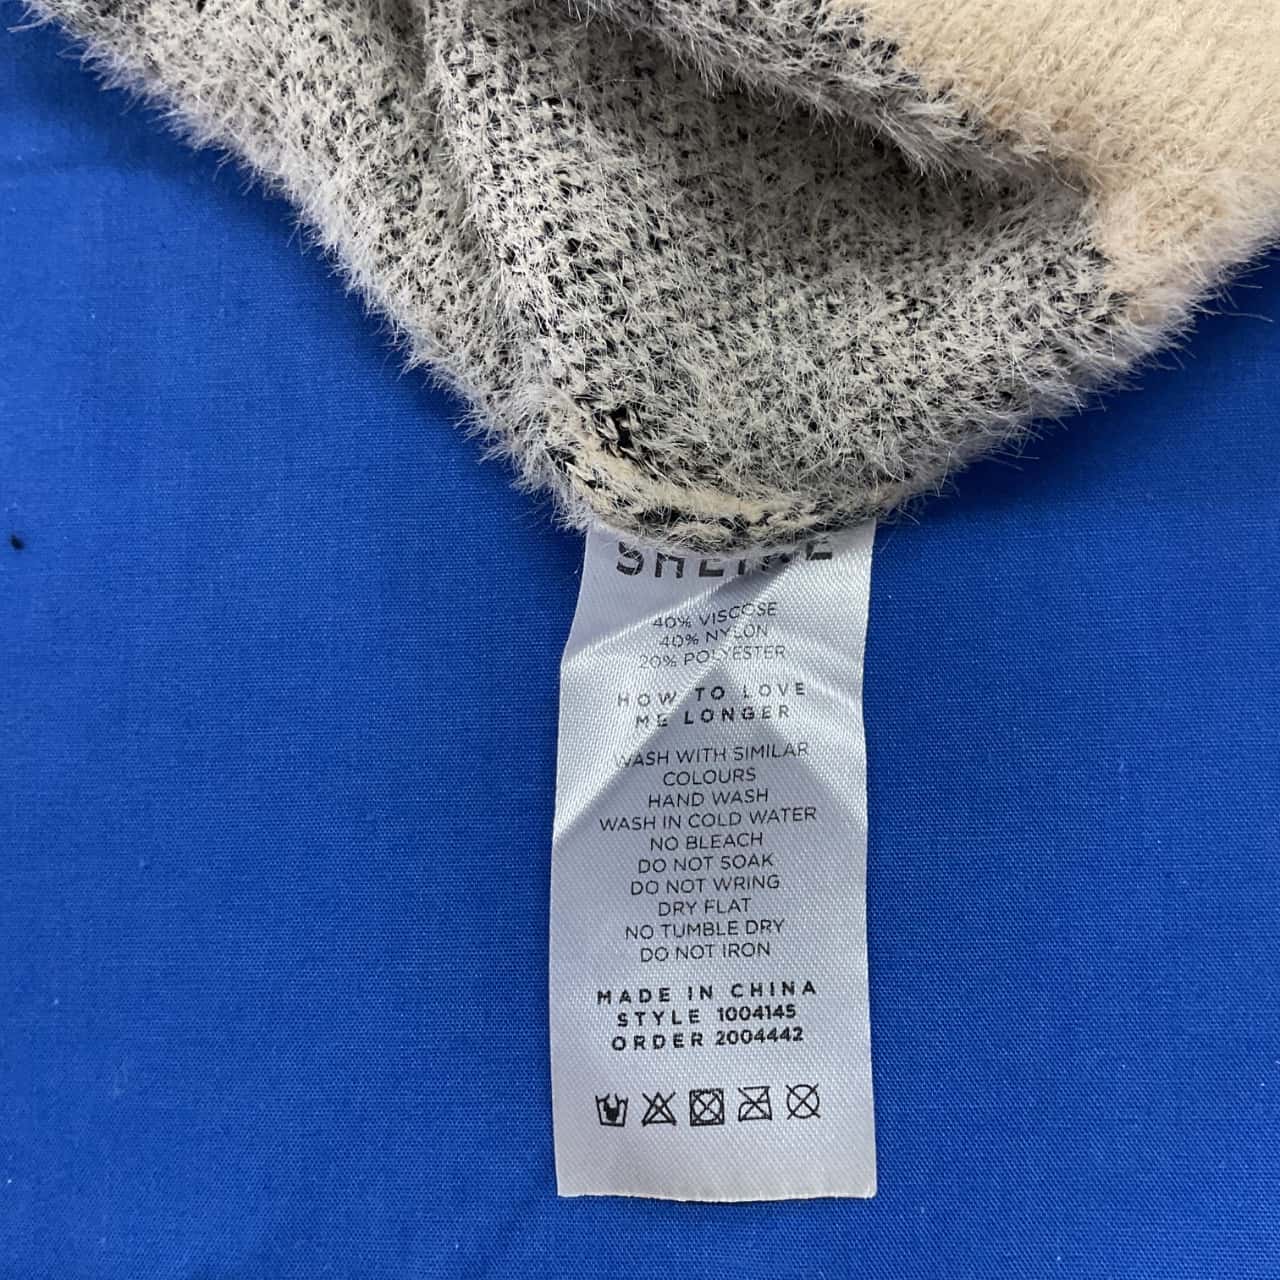 SHEIKE
40% VISCOSE
40% NYLON
20% POLYESTER
HOW TO LOVE
ME LONGER
WASH WITH SIMILAR
COLOURS
HAND WASH
WASH IN COLD WATER
NO BLEACH
DO NOT SOAK
DO NOT WRING
DRY FLAT
NO TUMBLE DRY
DO NOT IRON
MADE IN CHINA
STYLE 1004145
ORDER 2004442